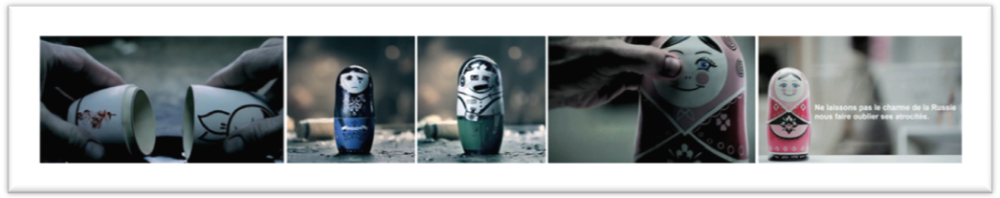 Ne laissons pas le charme de la Russie
nous faire oublier ses atrocités.